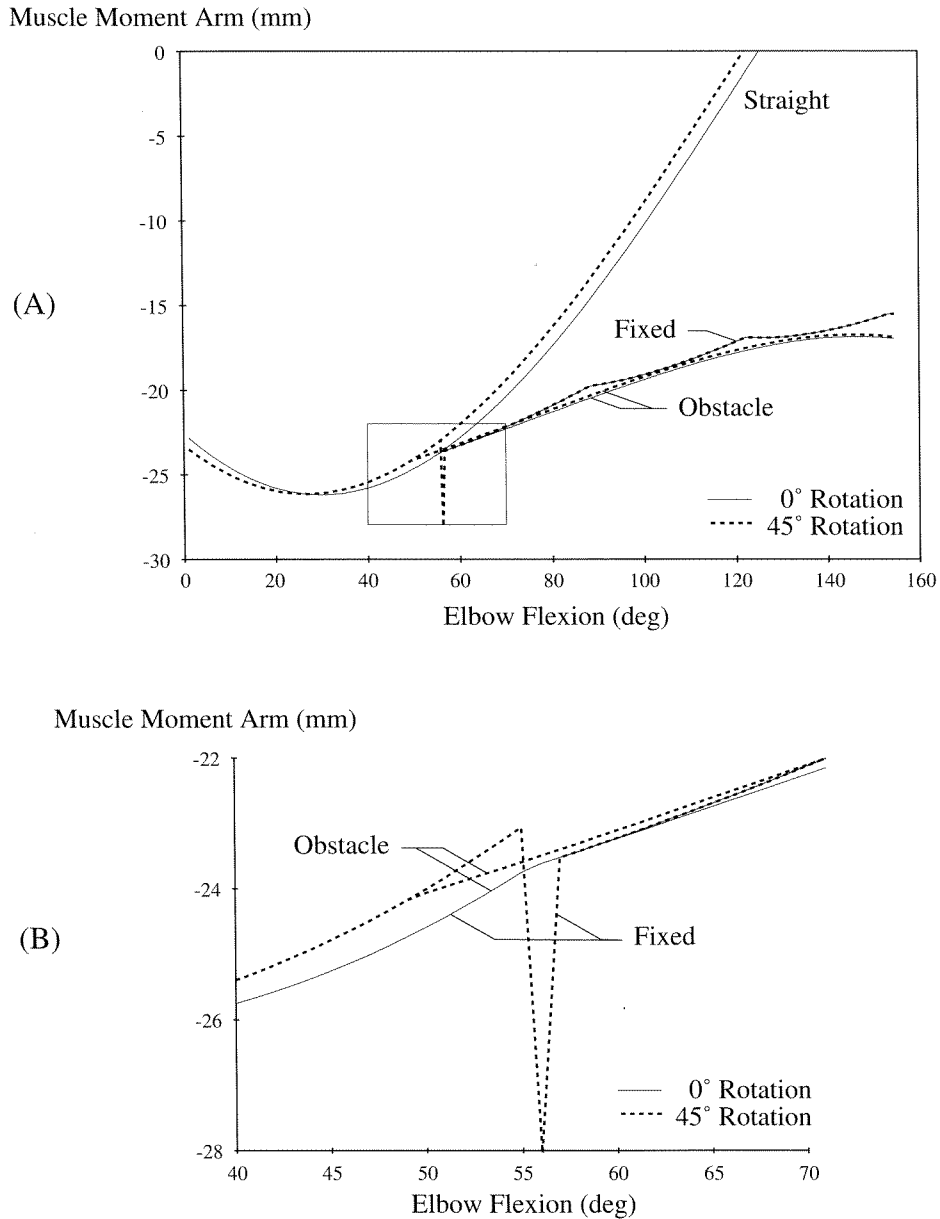 Muscle Moment Arm (mm)
0
-5
-10
-15
-20
-25
-30
(A)
Straight
Fixed
Obstacle
0° Rotation
45° Rotation
0 20 40 60 80 100 120 140 160
Elbow Flexion (deg)
Muscle Moment Arm (mm)
-22
-24
-26
-28
(B)
Obstacle
Fixed
0° Rotation
45° Rotation
40 45 50 55 60 65 70
Elbow Flexion (deg)